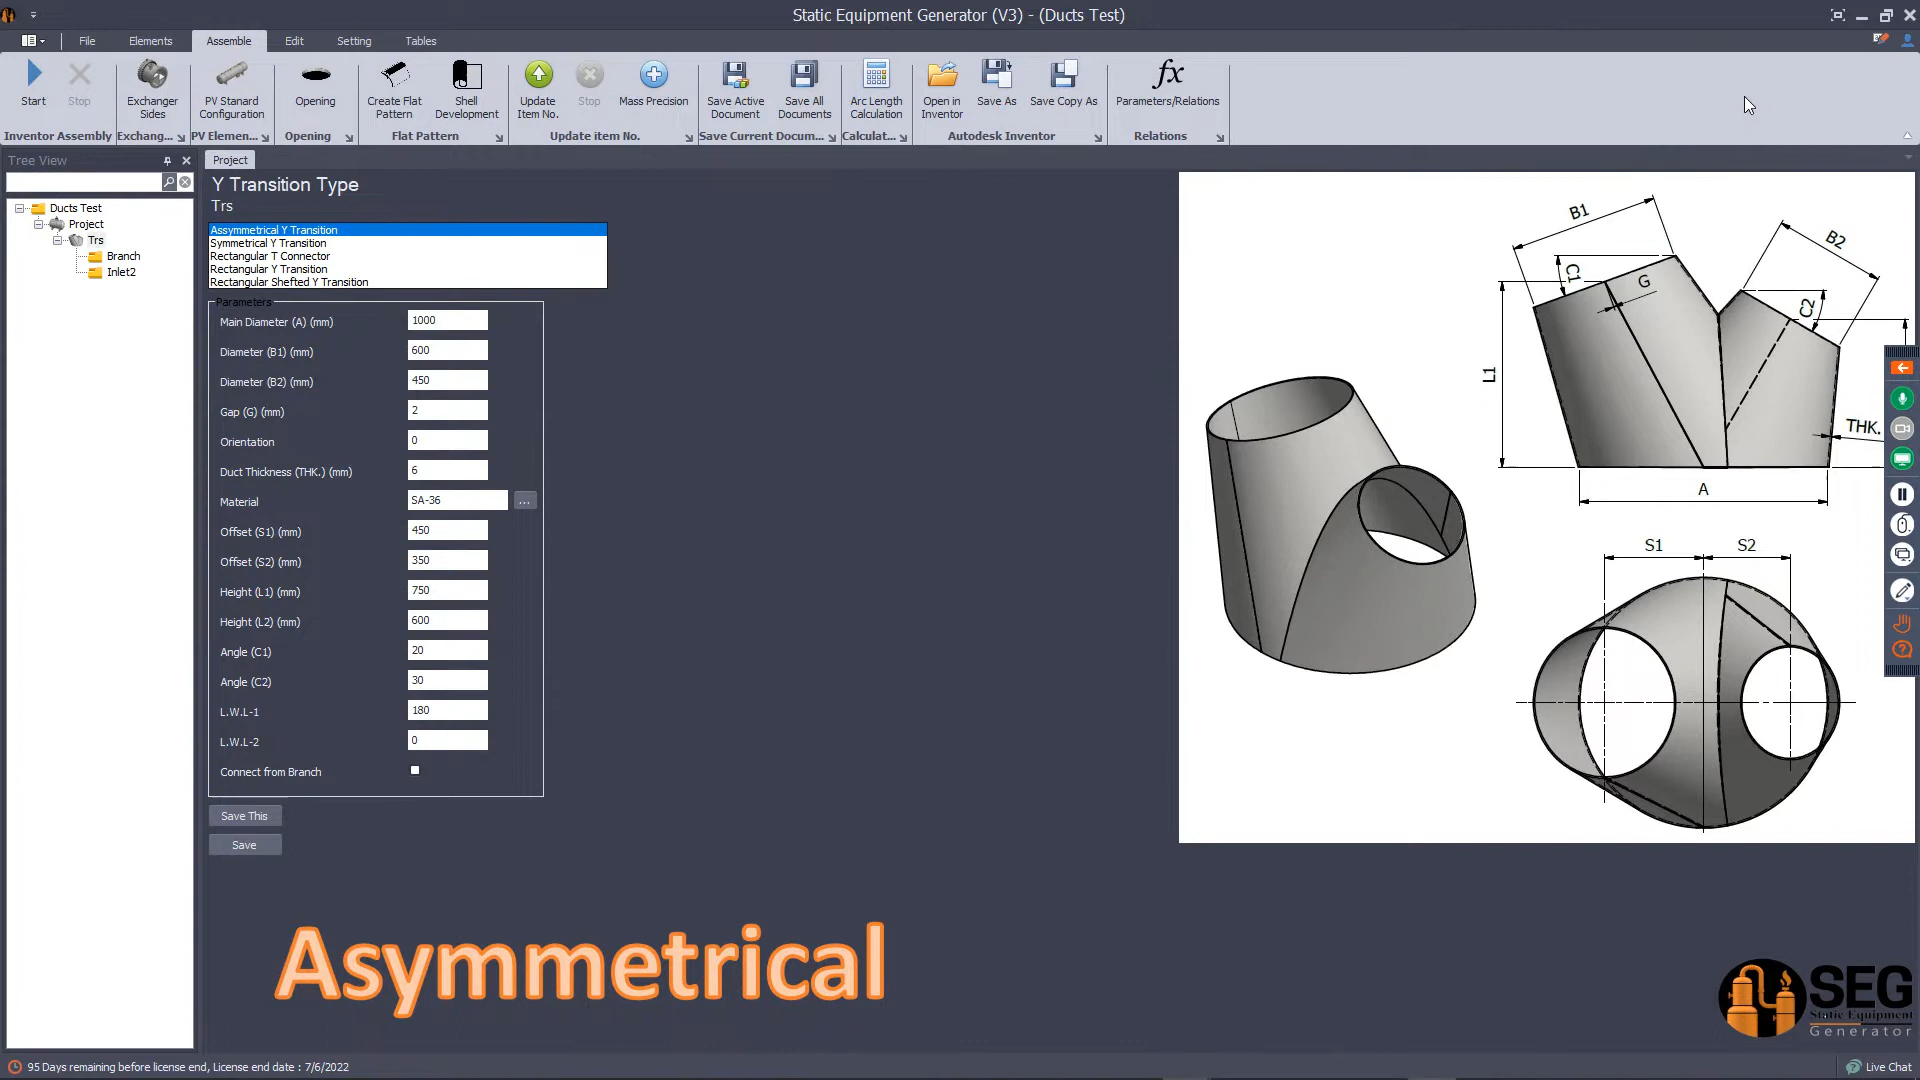 Static Equipment Generator (V3) - (Ducts Test)
File Elements Assemble Edit Setting Tables
Start Stop Exchanger Sides PV Stanard Configuration Opening Create Flat Pattern Shell Development Update Item No. Stop Mass Precision Save Active Document Save All Documents Arc Length Calculation Open in Inventor Save As Save Copy As fx Parameters/Relations
Inventor Assembly Exchang... PV Elemen... Opening Flat Pattern Update item No. Save Current Docum... Calculat... Autodesk Inventor Relations
Tree View
Ducts Test
Project
Trs
Branch
Inlet2
Project
Y Transition Type
Trs
Assymmetrical Y Transition
Symmetrical Y Transition
Rectangular T Connector
Rectangular Y Transition
Rectangular Shefted Y Transition
Parameters
Main Diameter (A) (mm) 1000
Diameter (B1) (mm) 600
Diameter (B2) (mm) 450
Gap (G) (mm) 2
Orientation 0
Duct Thickness (THK.) (mm) 6
Material SA-36 ...
Offset (S1) (mm) 450
Offset (S2) (mm) 350
Height (L1) (mm) 750
Height (L2) (mm) 600
Angle (C1) 20
Angle (C2) 30
L.W.L-1 180
L.W.L-2 0
Connect from Branch
Save This
Save
B1
B2
C1
G
C2
L1
THK.
A
S1 S2
Asymmetrical
SEG
Static Equipment
Generator
95 Days remaining before license end, License end date : 7/6/2022
Live Chat